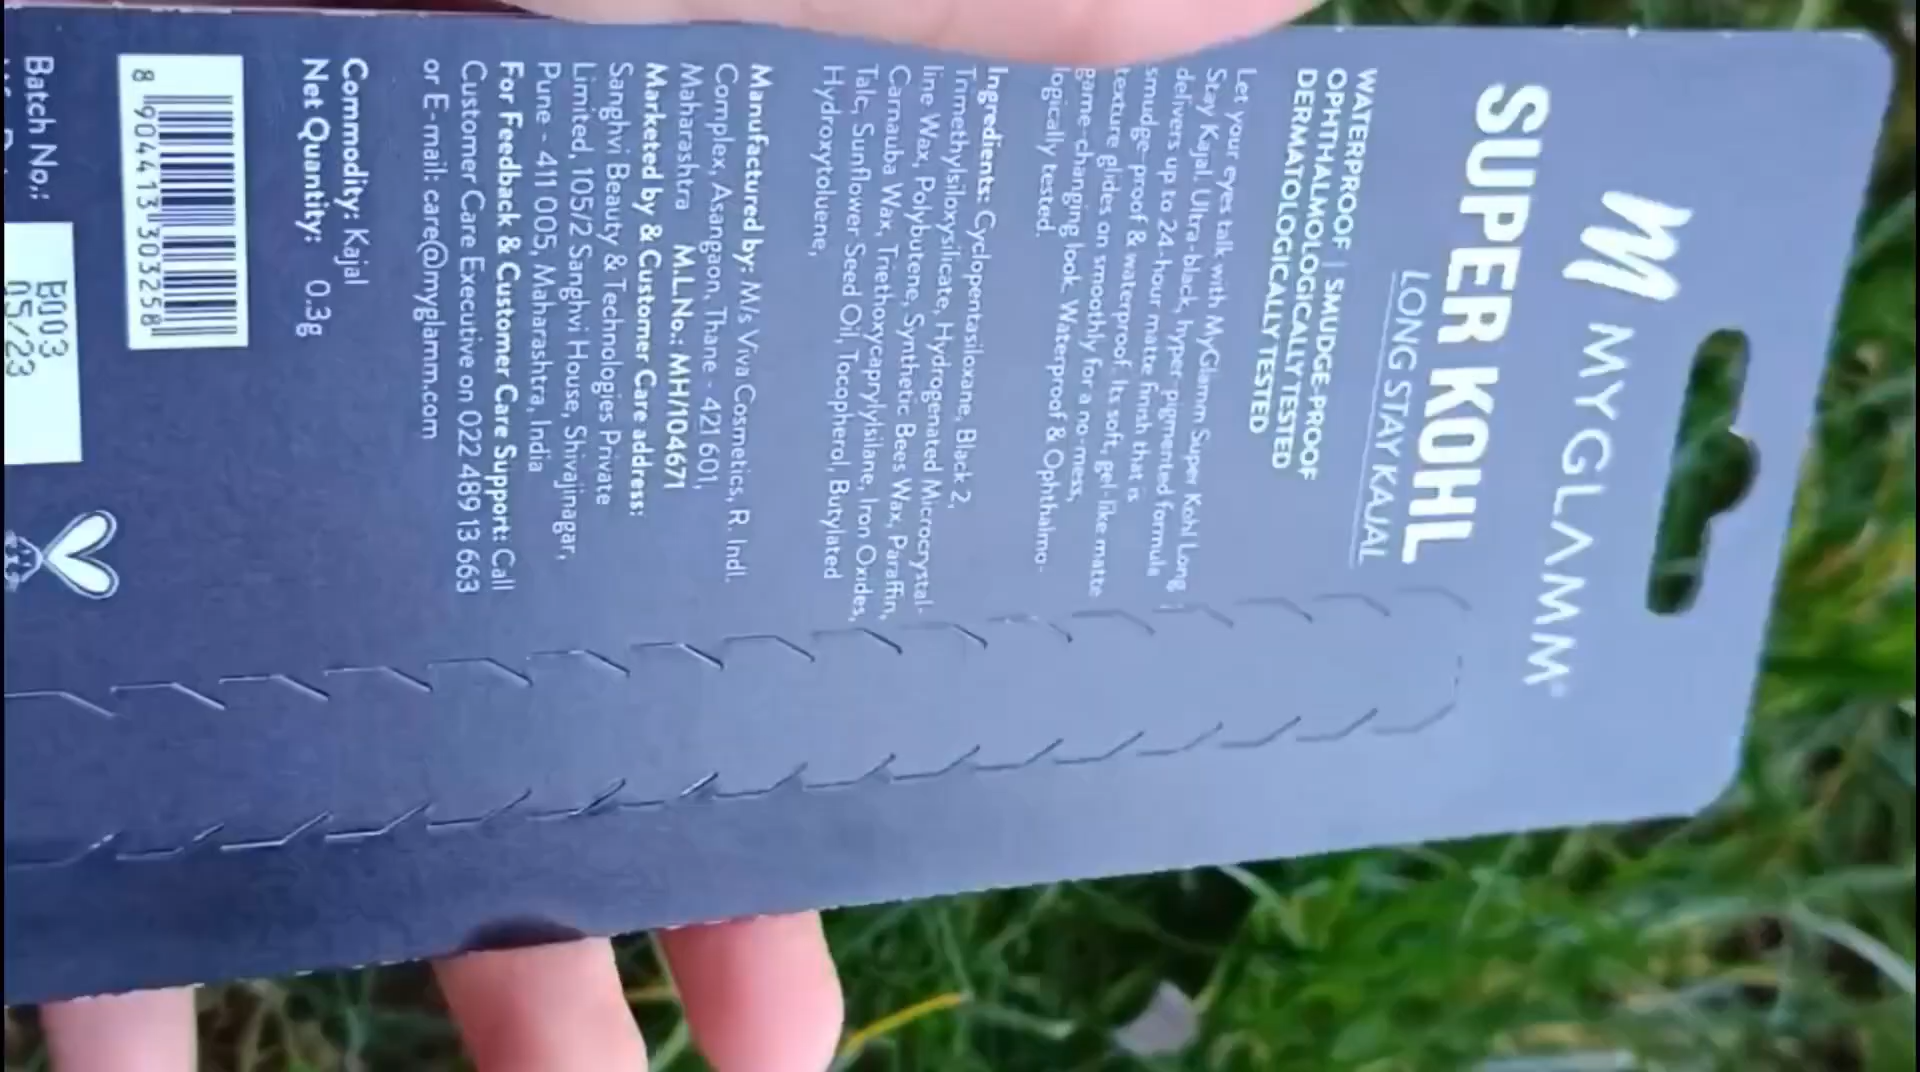 MYGLAMM
SUPER KOHL
LONG STAY KAJAL
WATERPROOF | SMUDGE-PROOF
OPHTHALMOLOGICALLY TESTED
DERMATOLOGICALLY TESTED
Let your eyes talk with MyGlamm Super Kohl Long
Stay Kajal. Ultra-black, hyper-pigmented formula
delivers up to 24-hour matte finish that is
smudge-proof & waterproof. Its soft, gel-like matte
texture glides on smoothly for a no-mess,
game-changing look. Waterproof & Ophthalmo-
logically tested.
Ingredients: Cyclopentasiloxane, Black 2,
Trimethylsiloxysilicate, Hydrogenated Microcrystal-
line Wax, Polybutene, Synthetic Bees Wax, Paraffin,
Carnauba Wax, Triethoxycaprylylsilane, Iron Oxides,
Talc, Sunflower Seed Oil, Tocopherol, Butylated
Hydroxytoluene,
Manufactured by: M/s Viva Cosmetics, R. Indl.
Complex, Asangaon, Thane - 421 601,
Maharashtra M.L.No.: MH/104671
Marketed by & Customer Care address:
Sanghvi Beauty & Technologies Private
Limited, 105/2 Sanghvi House, Shivajinagar,
Pune - 411 005, Maharashtra, India
For Feedback & Customer Care Support: Call
Customer Care Executive on 022 489 13 663
or E-mail: care@myglamm.com
Commodity: Kajal
Net Quantity: 0.3g
8 904413 303258
Batch No.: E003
05/23